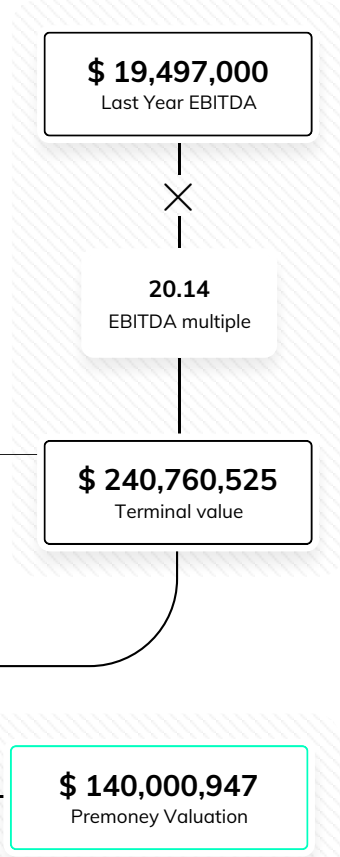 $ 19,497,000
Last Year EBITDA
20.14
EBITDA multiple
$ 240,760,525
Terminal value
$ 140,000,947
Premoney Valuation